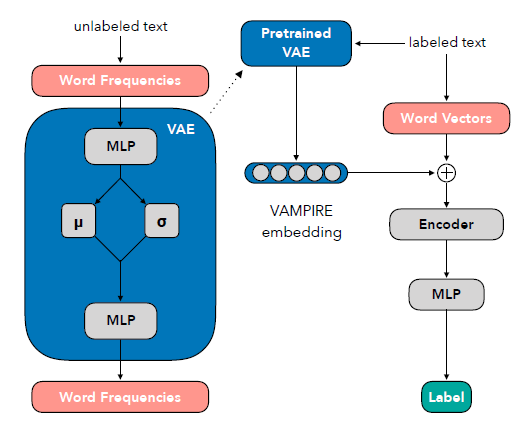 unlabeled text
Word Frequencies
VAE
MLP
μ
σ
MLP
Word Frequencies
Pretrained
VAE
labeled text
Word Vectors
VAMPIRE
embedding
+
Encoder
MLP
Label